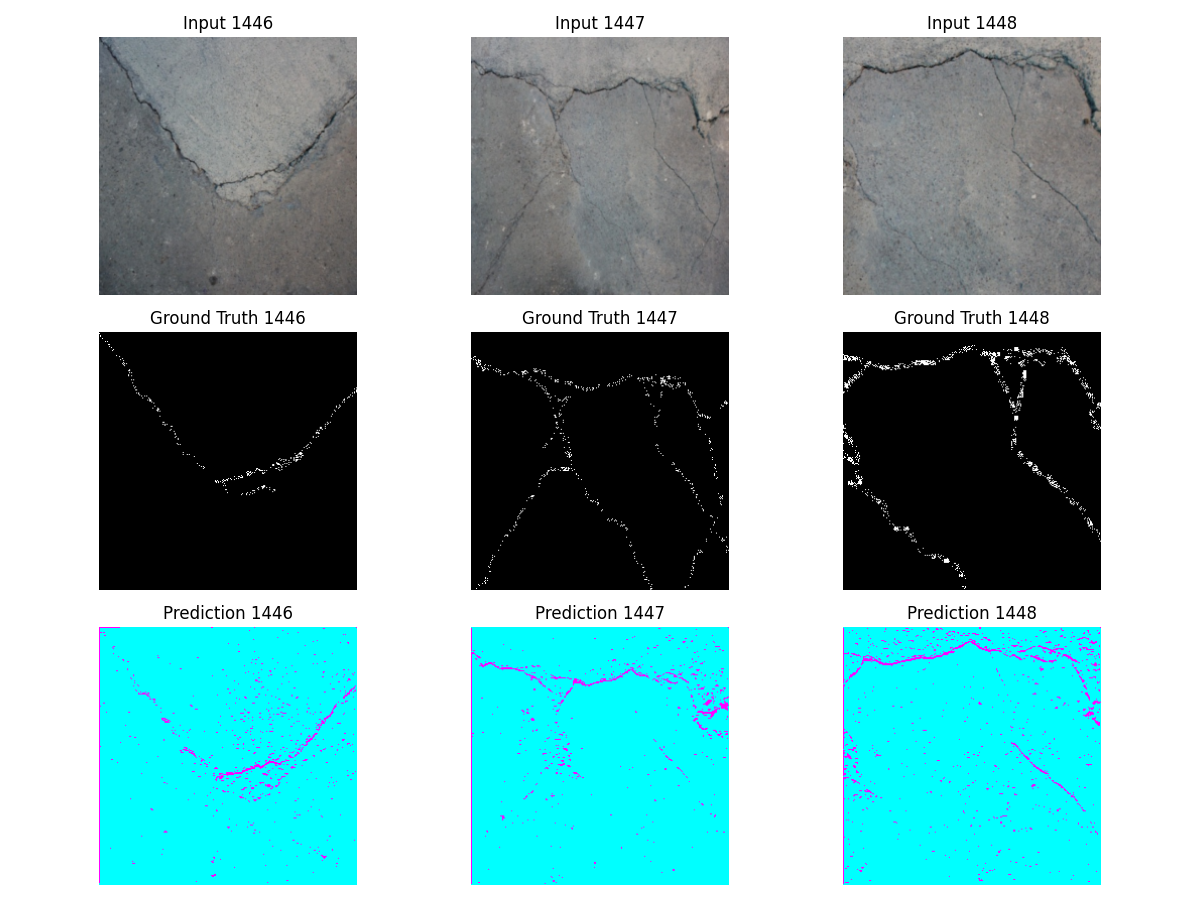 Input 1446
Input 1447
Input 1448
Ground Truth 1446
Ground Truth 1447
Ground Truth 1448
Prediction 1446
Prediction 1447
Prediction 1448